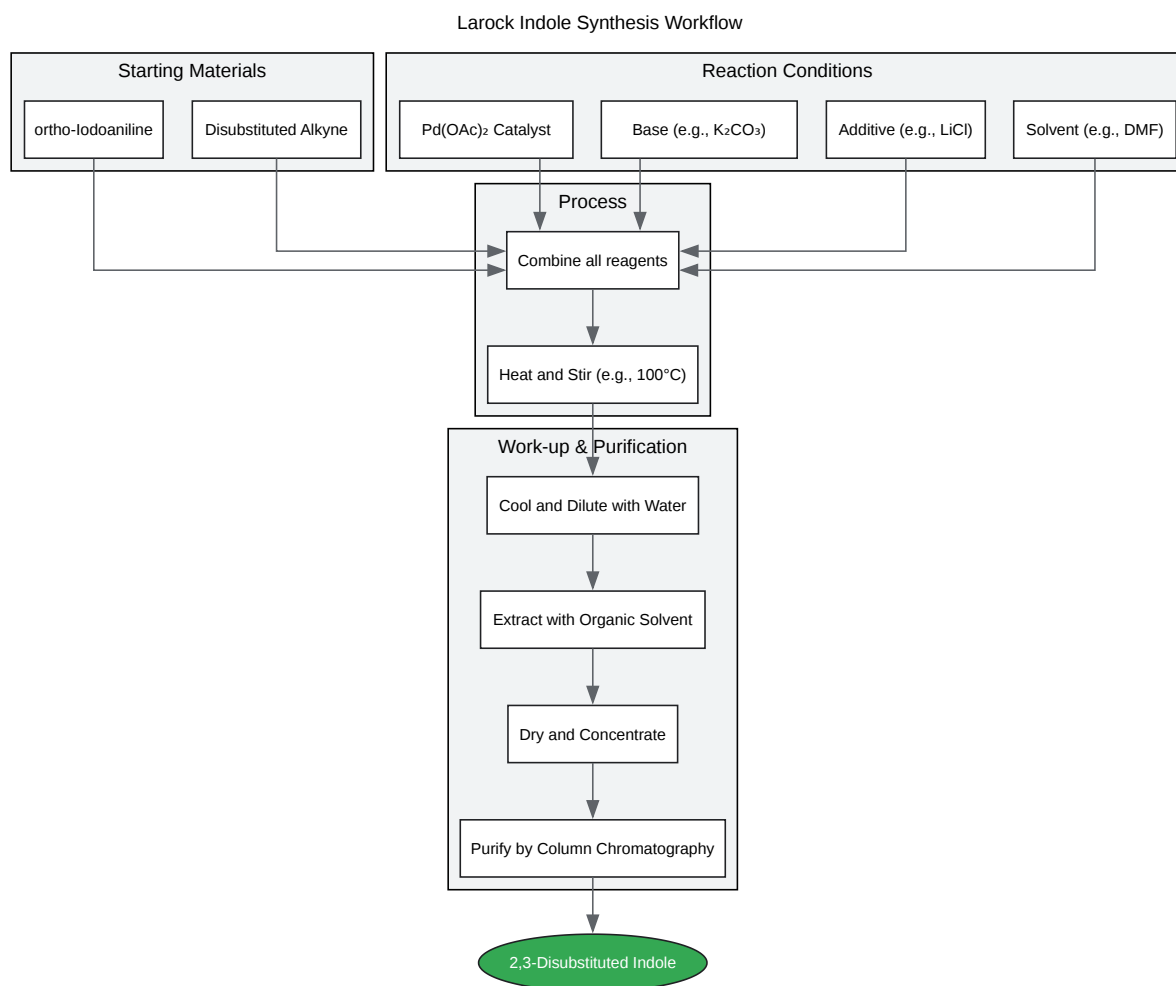 Larock Indole Synthesis Workflow
Starting Materials
Reaction Conditions
ortho-Iodoaniline
Disubstituted Alkyne
Pd(OAc)₂ Catalyst
Base (e.g., K₂CO₃)
Additive (e.g., LiCl)
Solvent (e.g., DMF)
Process
Combine all reagents
Heat and Stir (e.g., 100°C)
Work-up & Purification
Cool and Dilute with Water
Extract with Organic Solvent
Dry and Concentrate
Purify by Column Chromatography
2,3-Disubstituted Indole